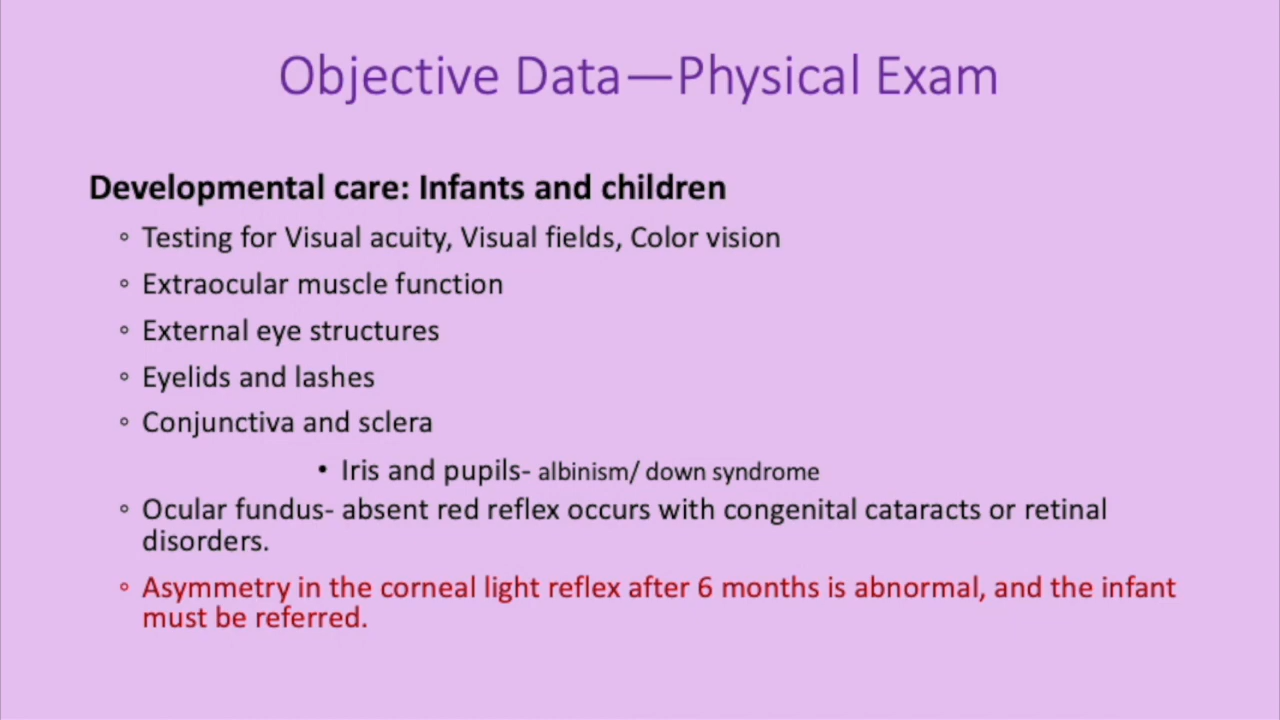 Objective Data—Physical Exam
Developmental care: Infants and children
◦ Testing for Visual acuity, Visual fields, Color vision
◦ Extraocular muscle function
◦ External eye structures
◦ Eyelids and lashes
◦ Conjunctiva and sclera
• Iris and pupils- albinism/ down syndrome
◦ Ocular fundus- absent red reflex occurs with congenital cataracts or retinal
disorders.
◦ Asymmetry in the corneal light reflex after 6 months is abnormal, and the infant
must be referred.